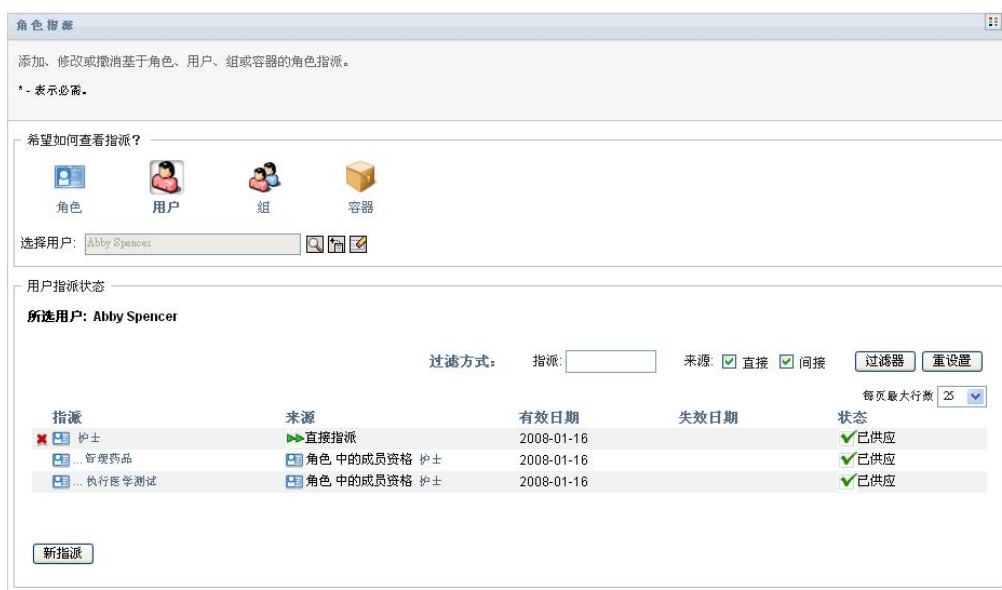 角色指派
添加、修改或撤消基于角色、用户、组或容器的角色指派。
* - 表示必需。
希望如何查看指派？
角色 用户 组 容器
选择用户: Abby Spencer
用户指派状态
所选用户: Abby Spencer
过滤方式: 指派: 来源: 直接 间接 过滤器 重设置
每页最大行数 25
指派 来源 有效日期 失效日期 状态
护士 直接指派 2008-01-16 已供应
... 管理药品 角色 中的成员资格 护士 2008-01-16 已供应
... 执行医学测试 角色 中的成员资格 护士 2008-01-16 已供应
新指派